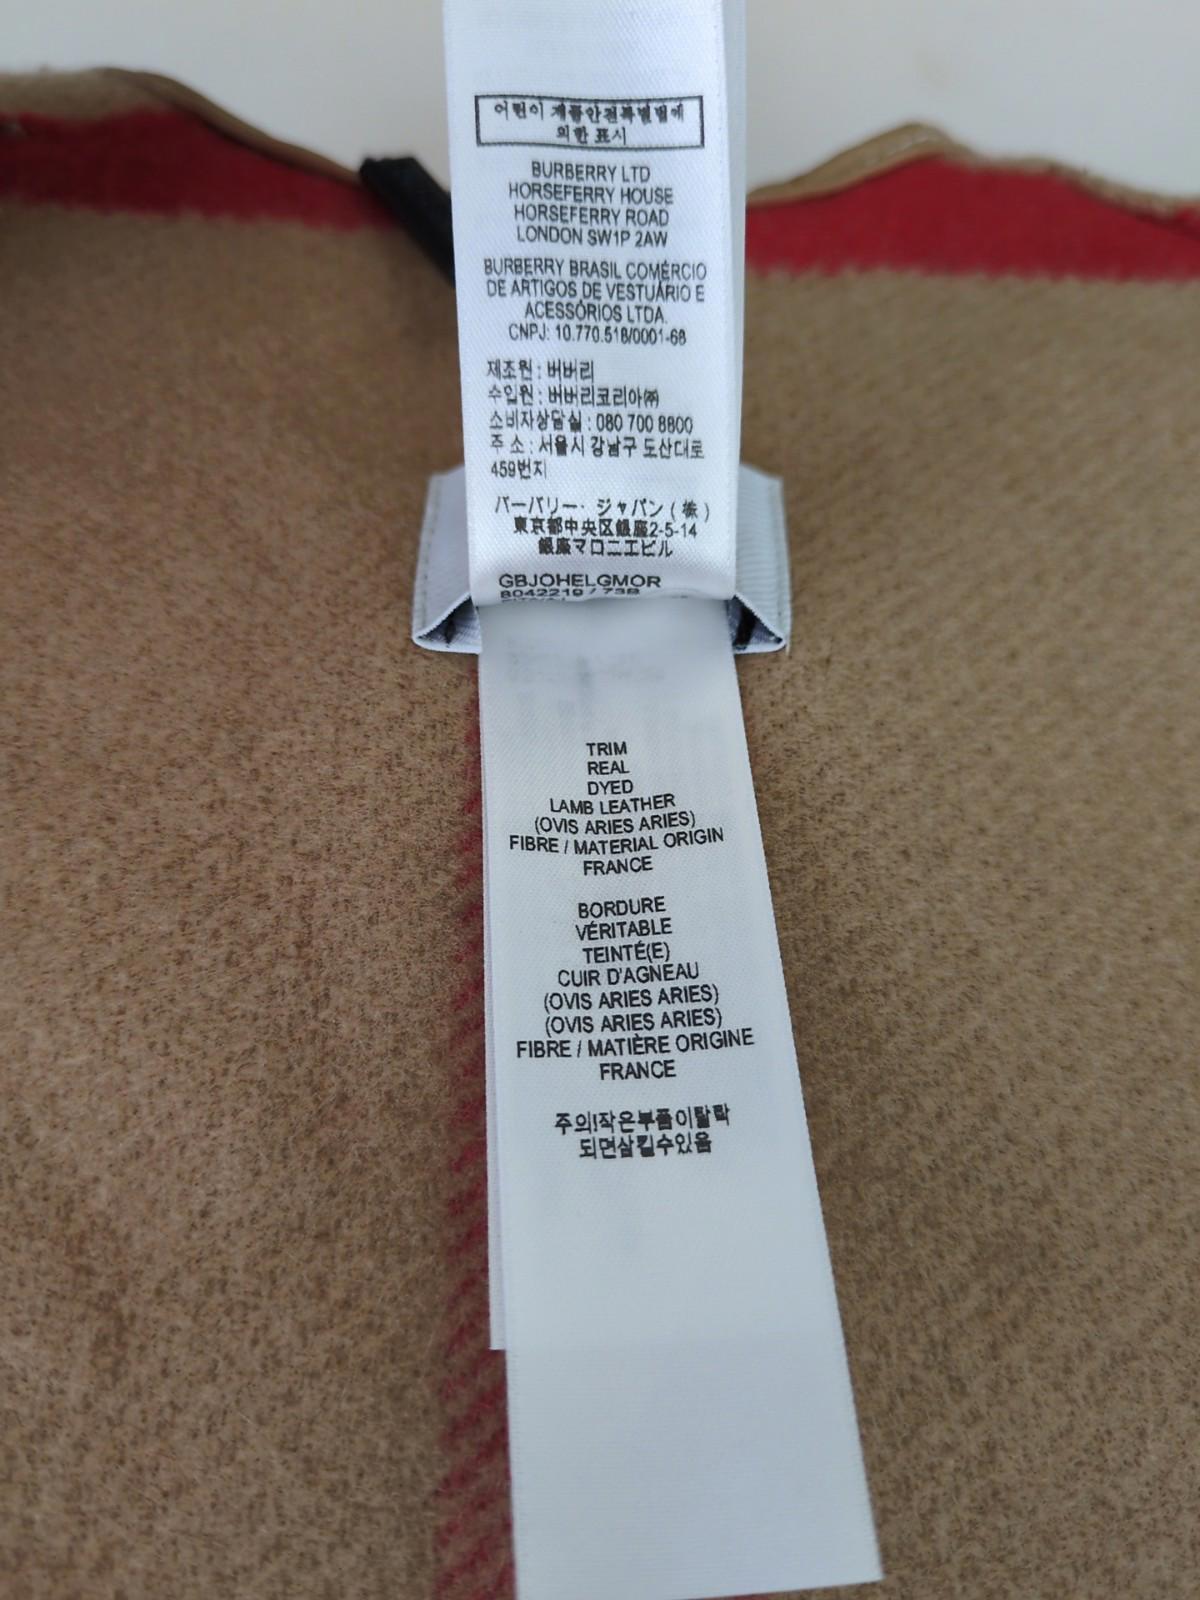 어린이 제품안전특별법에
의한 표시
BURBERRY LTD
HORSEFERRY HOUSE
HORSEFERRY ROAD
LONDON SW1P 2AW
BURBERRY BRASIL COMÉRCIO
DE ARTIGOS DE VESTUÁRIO E
ACESSÓRIOS LTDA.
CNPJ: 10.770.518/0001-68
제조원 : 버버리
수입원 : 버버리코리아㈜
소비자상담실 : 080 700 8800
주 소 : 서울시 강남구 도산대로
459번지
バーバリー・ジャパン(株)
東京都中央区銀座2-5-14
銀座マロニエビル
GBJOHELGMOR
8042219 / 73B
TRIM
REAL
DYED
LAMB LEATHER
(OVIS ARIES ARIES)
FIBRE / MATERIAL ORIGIN
FRANCE
BORDURE
VÉRITABLE
TEINTÉ(E)
CUIR D'AGNEAU
(OVIS ARIES ARIES)
(OVIS ARIES ARIES)
FIBRE / MATIÈRE ORIGINE
FRANCE
주의!작은부품이탈락
되면삼킬수있음